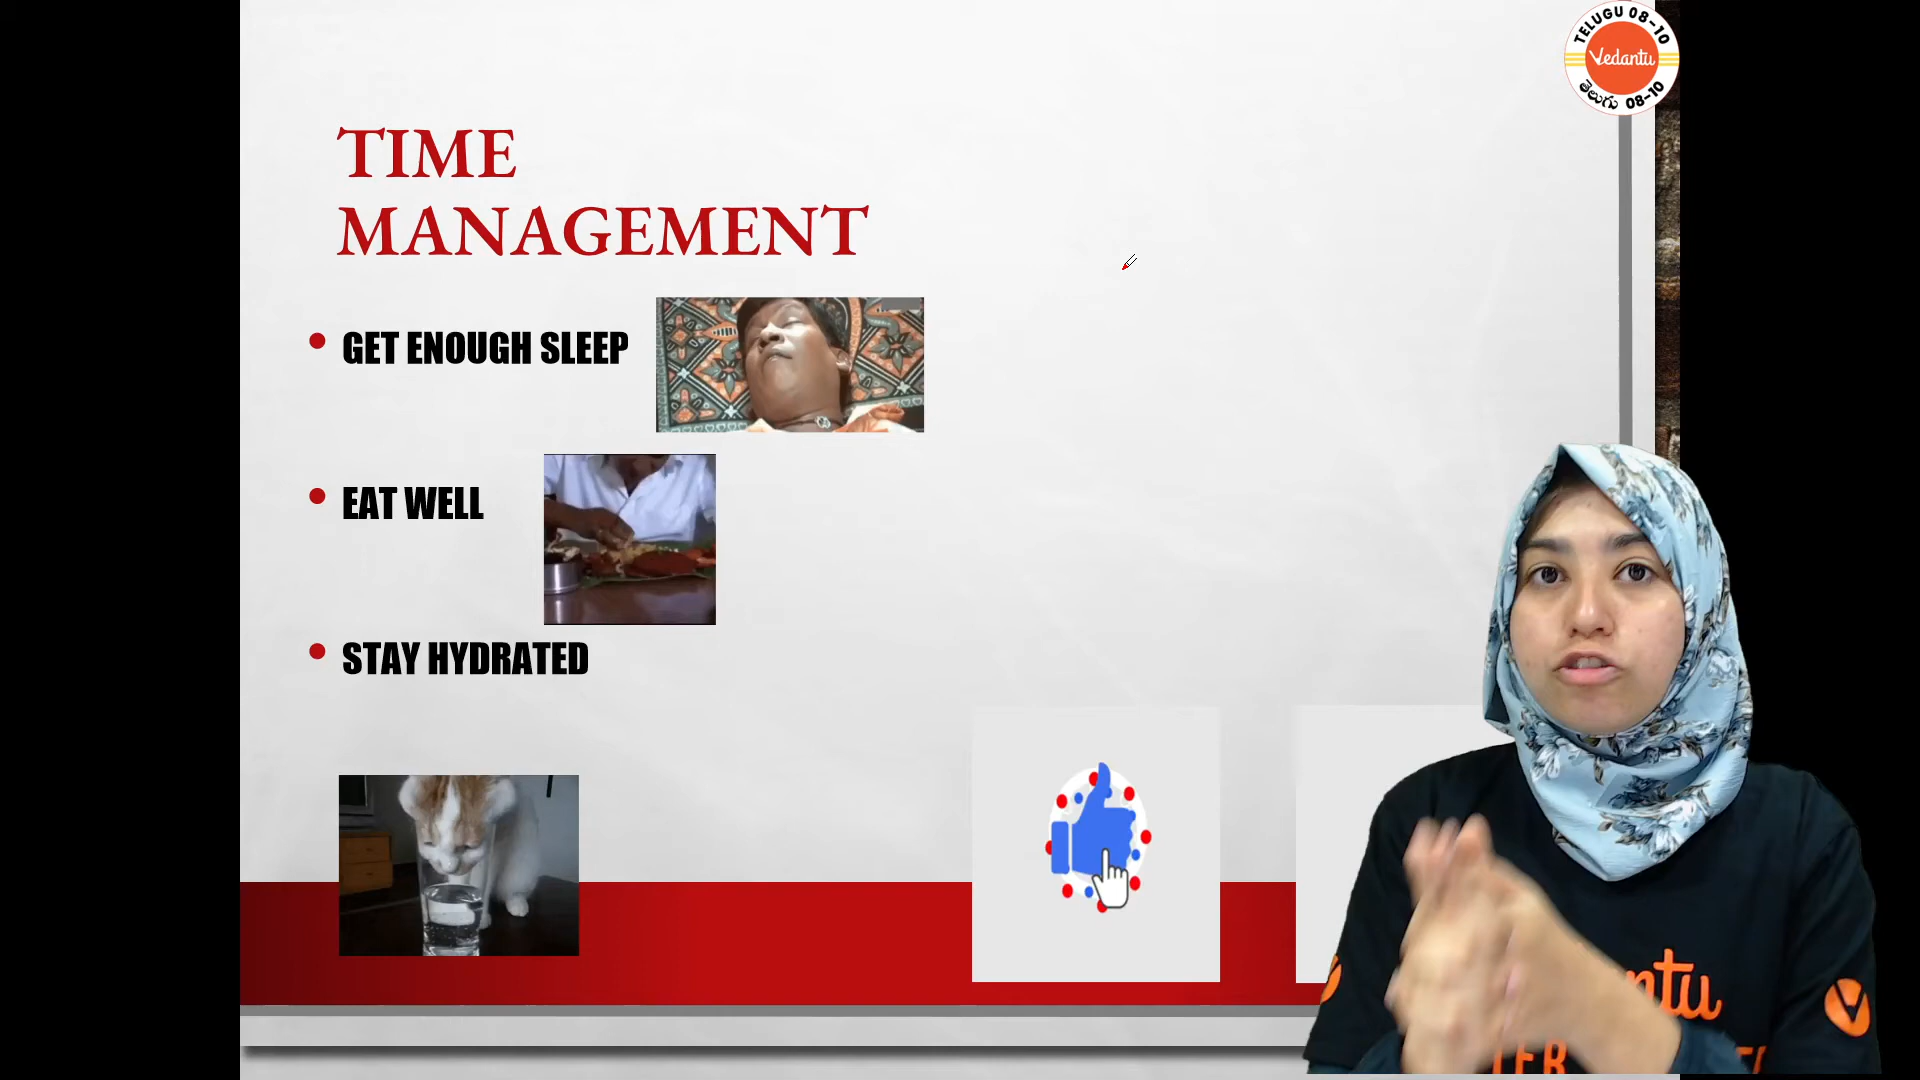 TELUGU 08-10
Vedantu
తెలుగు 08-10
TIME
MANAGEMENT
GET ENOUGH SLEEP
EAT WELL
STAY HYDRATED